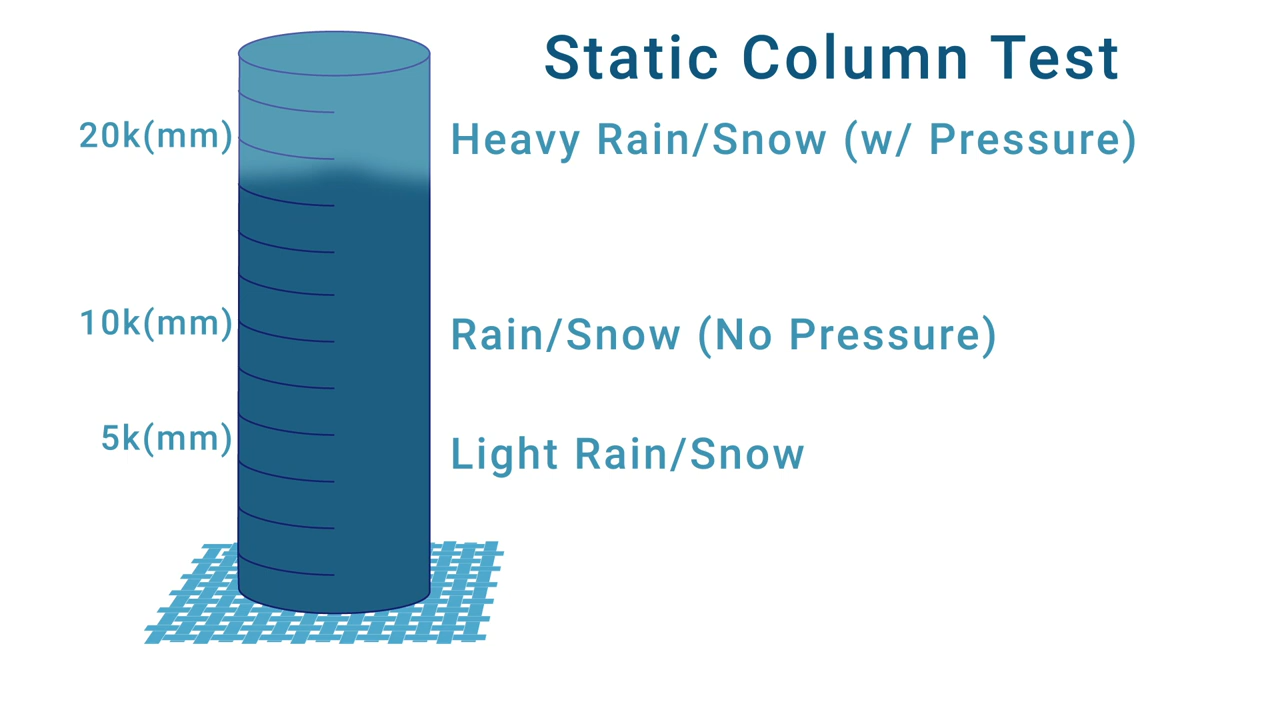 Static Column Test
20k(mm)
Heavy Rain/Snow (w/ Pressure)
10k(mm)
Rain/Snow (No Pressure)
5k(mm)
Light Rain/Snow